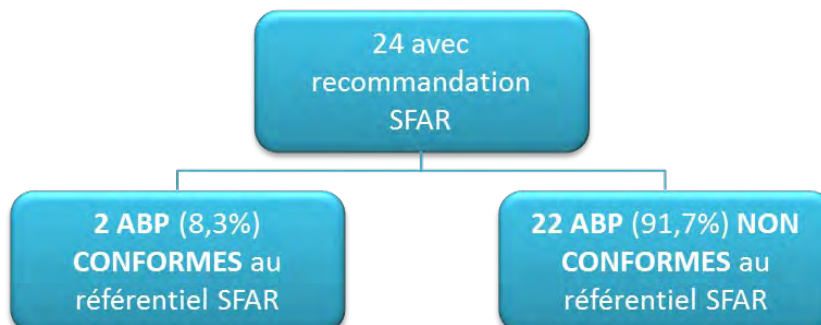 24 avec
recommandation
SFAR
2 ABP (8,3%)
CONFORMES au
référentiel SFAR
22 ABP (91,7%) NON
CONFORMES au
référentiel SFAR